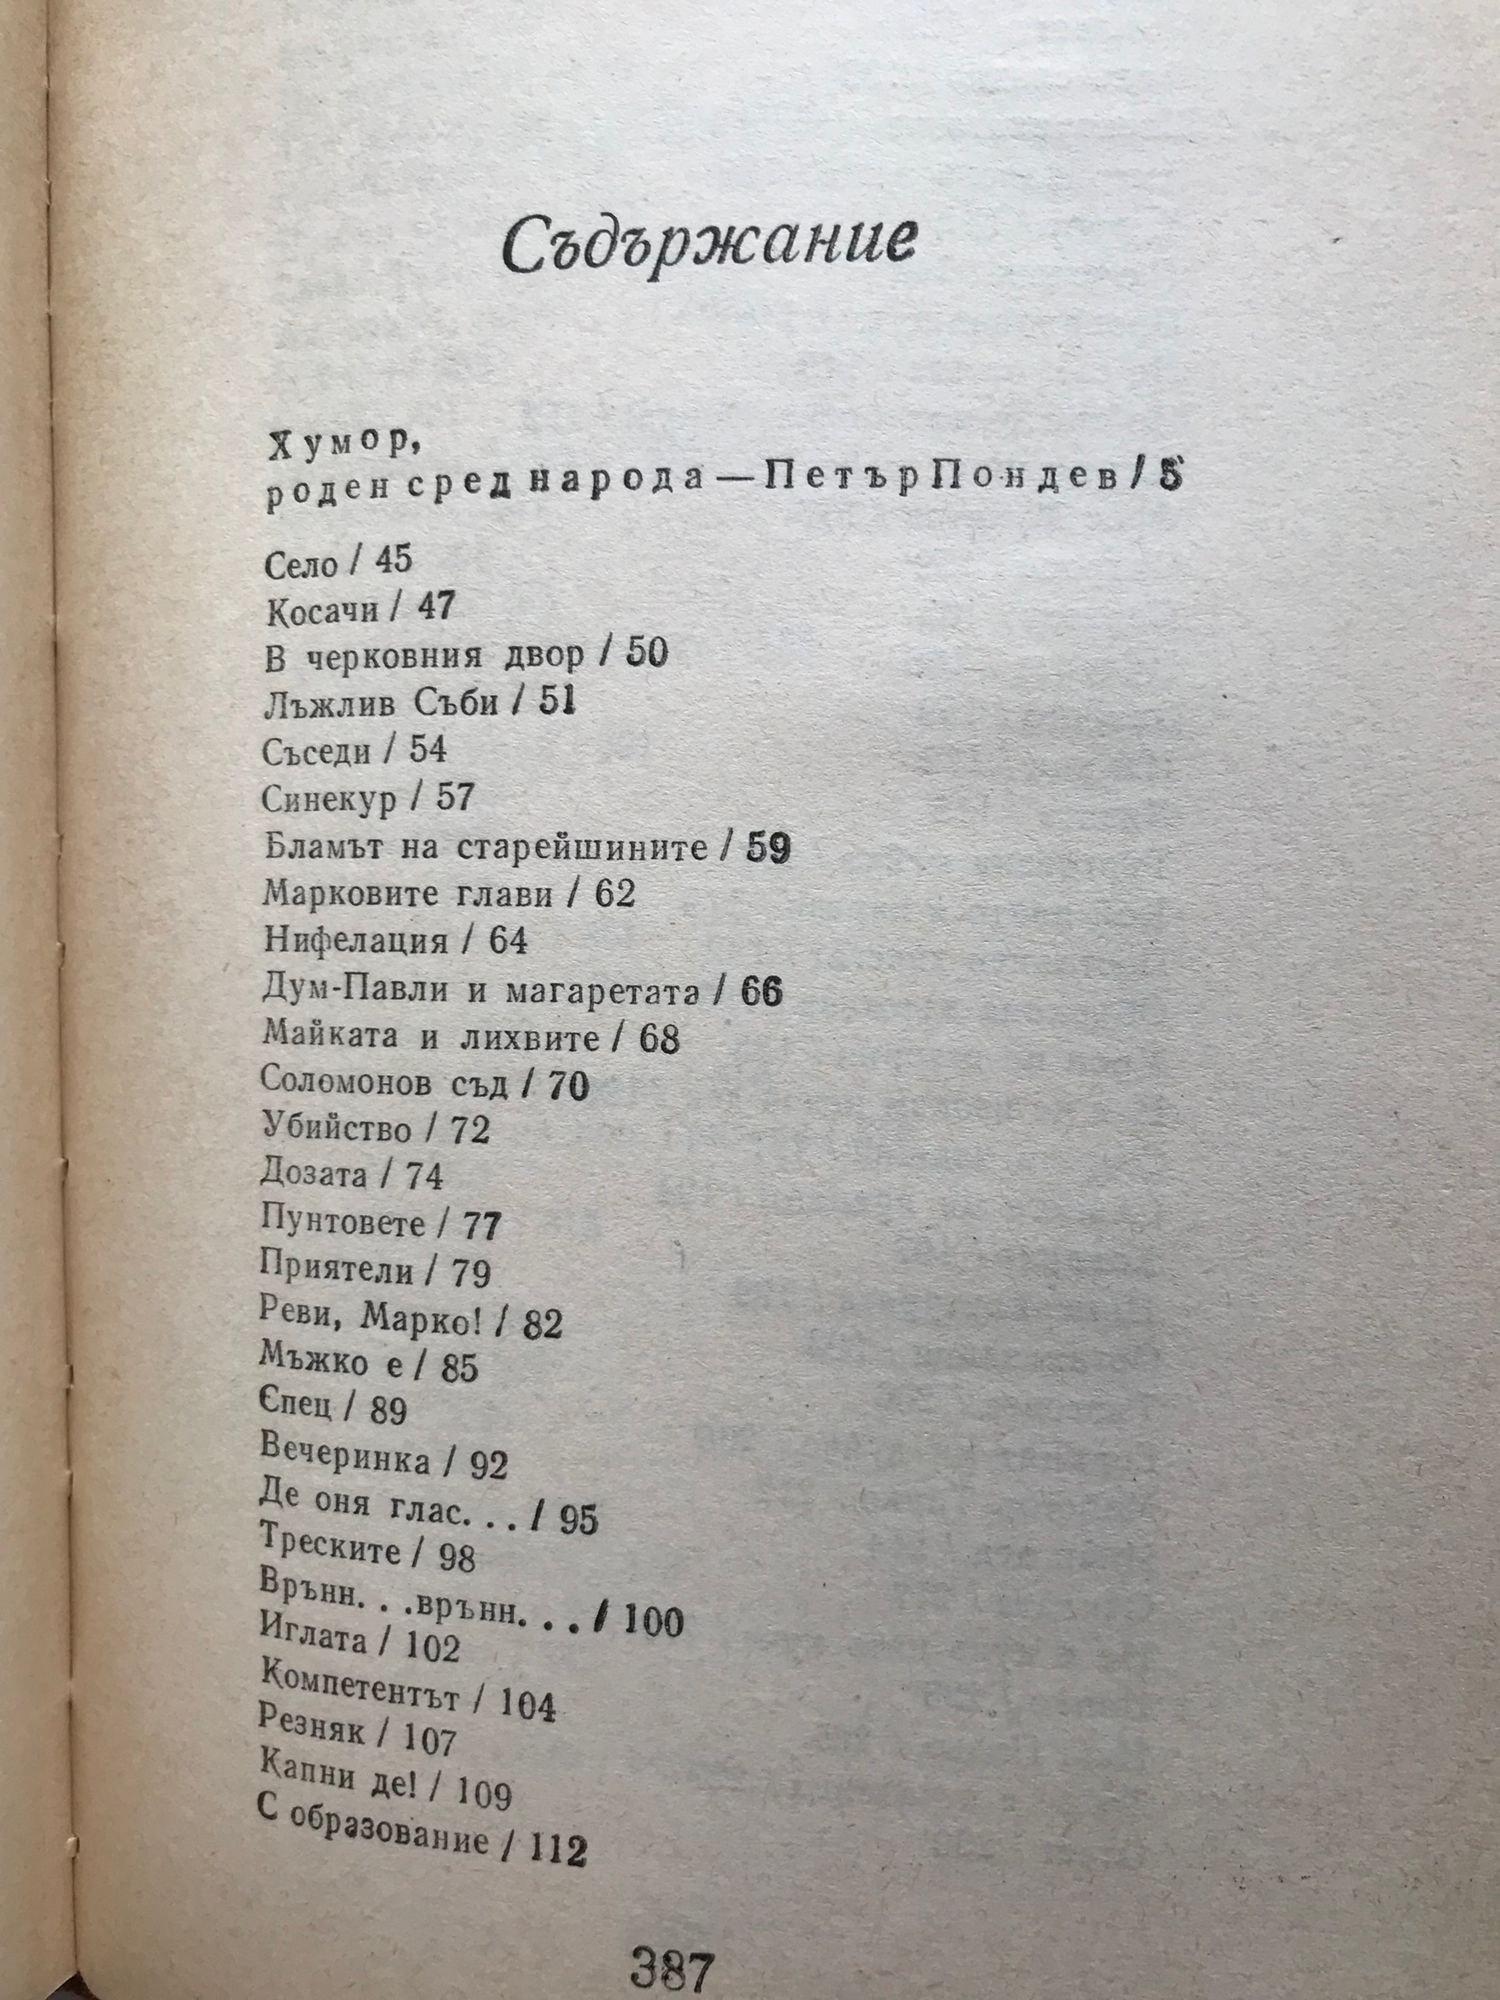 Съдържание
Хумор,
роден сред народа — Петър Пондев / 5
Село / 45
Косачи / 47
В черковния двор / 50
Лъжлив Съби / 51
Съседи / 54
Синекур / 57
Бламът на старейшините / 59
Марковите глави / 62
Нифелация / 64
Дум-Павли и магаретата / 66
Майката и лихвите / 68
Соломонов съд / 70
Убийство / 72
Дозата / 74
Пунтовете / 77
Приятели / 79
Реви, Марко! / 82
Мъжко е / 85
Спец / 89
Вечеринка / 92
Де оня глас. . . / 95
Треските / 98
Врънн. . .врънн. . . / 100
Иглата / 102
Компетентът / 104
Резняк / 107
Капни де! / 109
С образование / 112
387